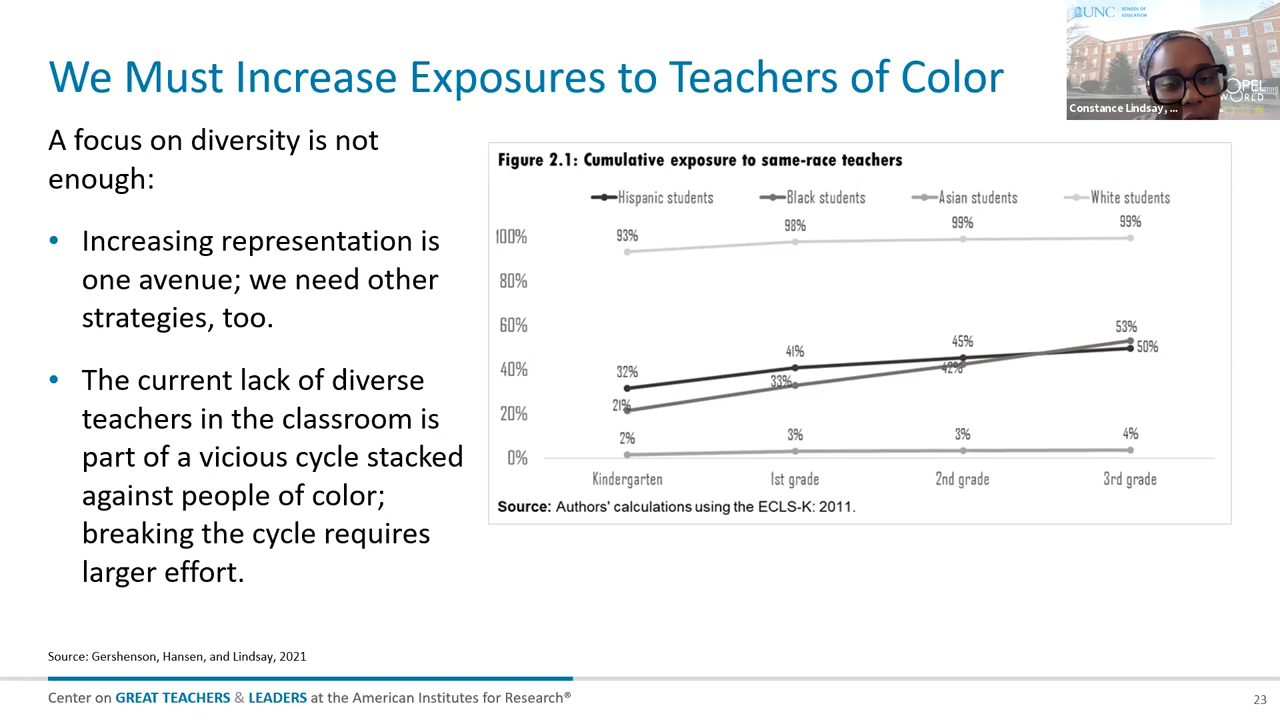 We Must Increase Exposures to Teachers of Color
UNC SCHOOL OF
EDUCATION
Constance Lindsay, ...
A focus on diversity is not
enough:
• Increasing representation is
one avenue; we need other
strategies, too.
• The current lack of diverse
teachers in the classroom is
part of a vicious cycle stacked
against people of color;
breaking the cycle requires
larger effort.
Figure 2.1: Cumulative exposure to same-race teachers
Hispanic students Black students Asian students White students
100% 93% 98% 99% 99%
80%
60% 53%
41% 45% 50%
40% 32% 33% 42%
20% 21%
2% 3% 3% 4%
0%
Kindergarten 1st grade 2nd grade 3rd grade
Source: Authors' calculations using the ECLS-K: 2011.
Source: Gershenson, Hansen, and Lindsay, 2021
Center on GREAT TEACHERS & LEADERS at the American Institutes for Research®
23